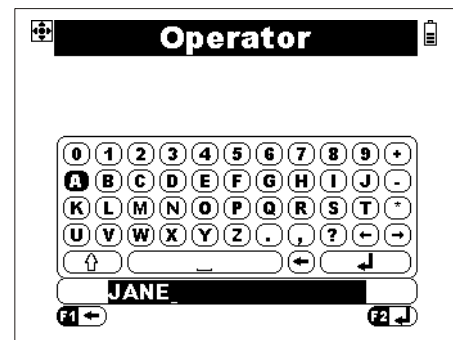 Operator
0 1 2 3 4 5 6 7 8 9 +
A B C D E F G H I J -
K L M N O P Q R S T *
U V W X Y Z . , ? ← →
⇧ ⎵ ← ↵
JANE_
F1 ← F2 ↵